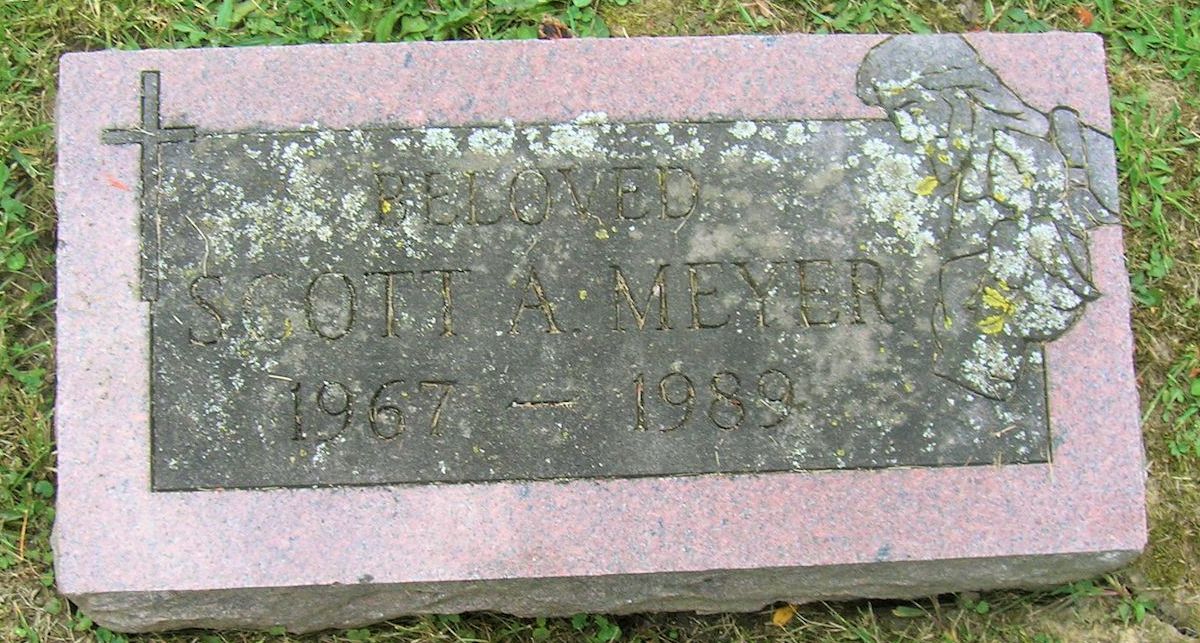 BELOVED
SCOTT A. MEYER
1967 — 1989